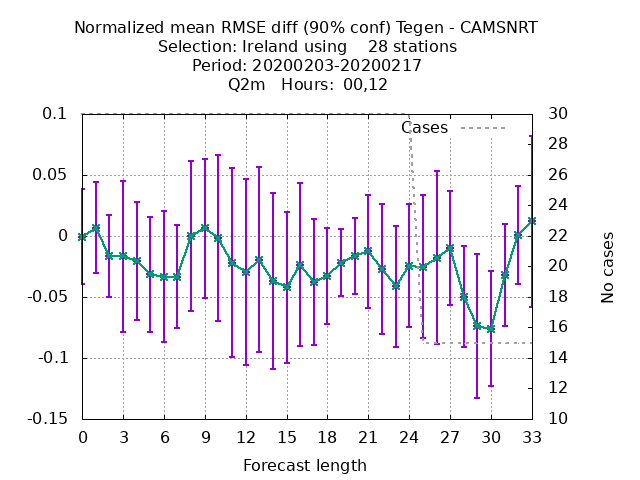 Normalized mean RMSE diff (90% conf) Tegen - CAMSNRT
Selection: Ireland using    28 stations
Period: 20200203-20200217
Q2m   Hours:  00,12
Cases
0.1
0.05
0
-0.05
-0.1
-0.15
30
28
26
24
22
20
18
16
14
12
10
No cases
0 3 6 9 12 15 18 21 24 27 30 33
Forecast length